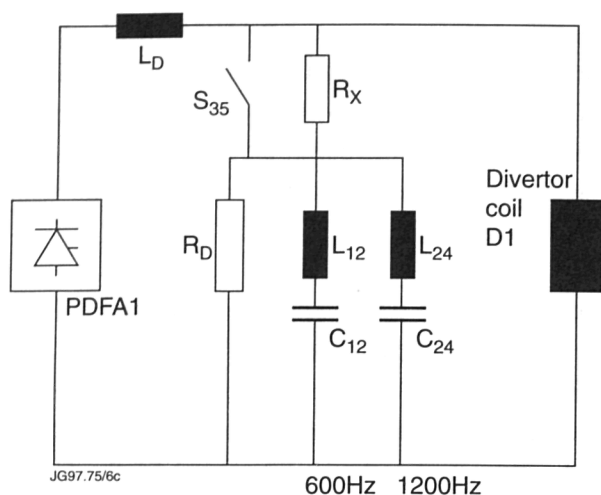 L_D
S_35
R_X
Divertor
coil
D1
R_D
L_12
L_24
PDFA1
C_12
C_24
JG97.75/6c
600Hz 1200Hz